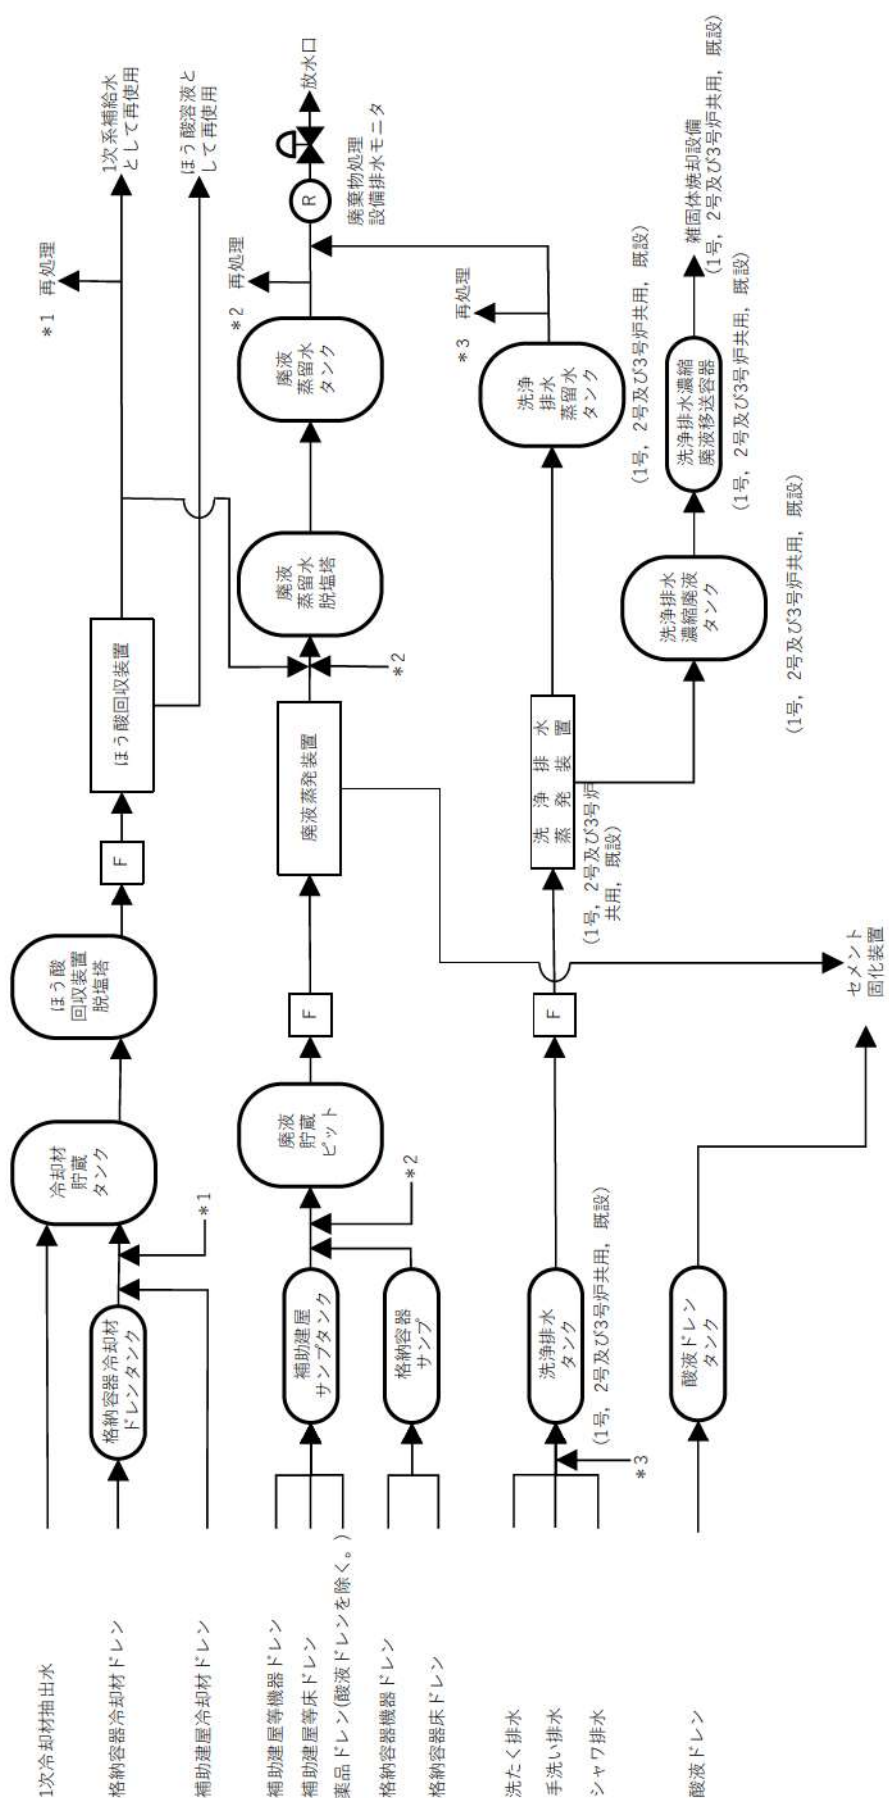 1次冷却材抽出水
格納容器冷却材ドレン
補助建屋冷却材ドレン
格納容器冷却材
ドレンタンク
*1
冷却材
貯蔵
タンク
ほう酸
回収装置
脱塩塔
F
ほう酸回収装置
*1 再処理
1次系補給水
として再使用
ほう酸溶液と
して再使用
補助建屋等機器ドレン
補助建屋等床ドレン
薬品ドレン(酸液ドレンを除く。)
格納容器機器ドレン
格納容器床ドレン
補助建屋
サンプタンク
格納容器
サンプ
*2
廃液
貯蔵
ピット
F
廃液蒸発装置
*2
廃液
蒸留水
脱塩塔
廃液
蒸留水
タンク
*2 再処理
R
廃棄物処理
設備排水モニタ
放水口
洗たく排水
手洗い排水
シャワ排水
*3
洗浄排水
タンク
(1号，2号及び3号炉共用，既設)
F
洗浄排水
蒸発装置
(1号，2号及び3号炉
共用，既設)
洗浄
排水
蒸留水
タンク
(1号，2号及び3号炉共用，既設)
*3 再処理
洗浄排水
濃縮廃液
タンク
(1号，2号及び3号炉共用，既設)
洗浄排水濃縮
廃液移送容器
(1号，2号及び3号炉共用，既設)
雑固体焼却設備
(1号，2号及び3号炉共用，既設)
酸液ドレン
酸液ドレン
タンク
セメント
固化装置